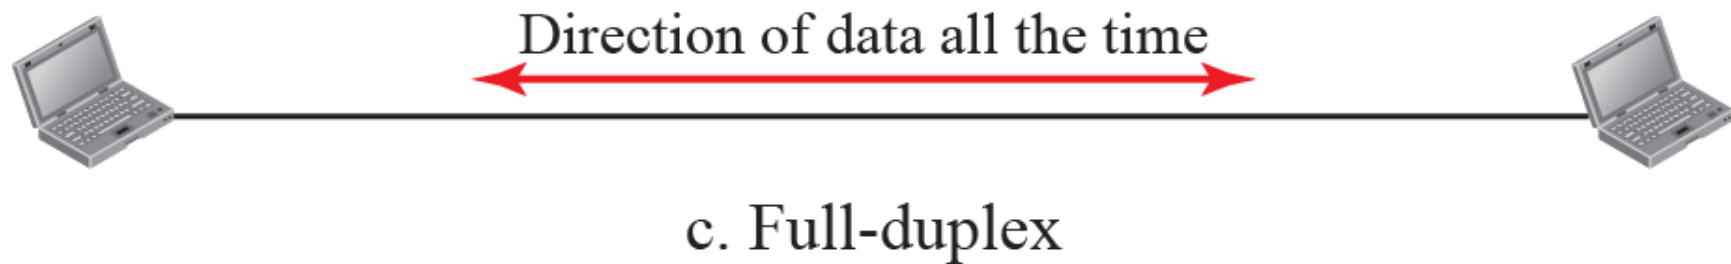 Direction of data all the time
c. Full-duplex